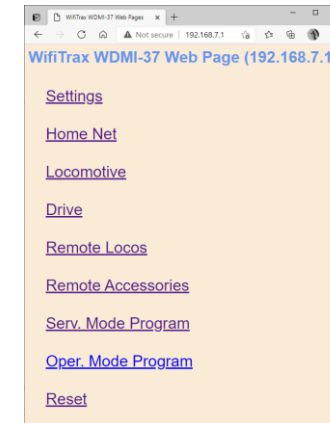 WifiTrax WDMI-37 Web Pages
Not secure | 192.168.7.1
WifiTrax WDMI-37 Web Page (192.168.7.1
Settings
Home Net
Locomotive
Drive
Remote Locos
Remote Accessories
Serv. Mode Program
Oper. Mode Program
Reset